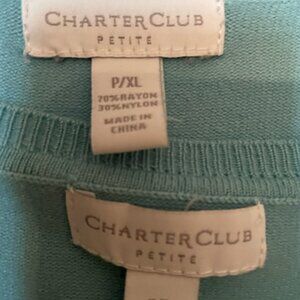 CHARTER CLUB
PETITE
P/XL
70% RAYON
30% NYLON
MADE IN
CHINA
CHARTER CLUB
PETITE